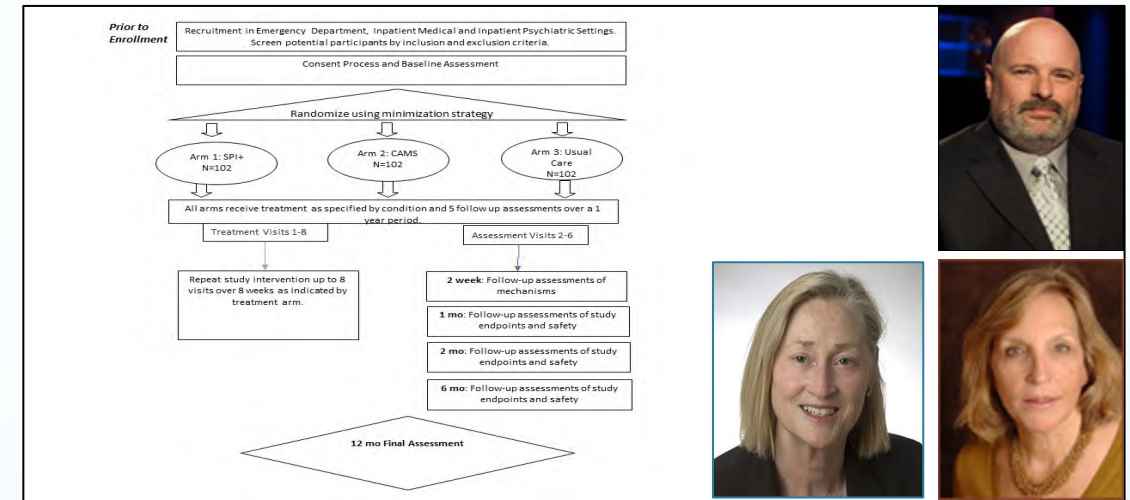 Prior to
Enrollment
Recruitment in Emergency Department, Inpatient Medical and Inpatient Psychiatric Settings.
Screen potential participants by inclusion and exclusion criteria.
Consent Process and Baseline Assessment
Randomize using minimization strategy
Arm 1: SPI+
N=102
Arm 2: CAMS
N=102
Arm 3: Usual
Care
N=102
All arms receive treatment as specified by condition and 5 follow up assessments over a 1
year period.
Treatment Visits 1-8
Assessment Visits 2-6
Repeat study intervention up to 8
visits over 8 weeks as indicated by
treatment arm.
2 week: Follow-up assessments of
mechanisms
1 mo: Follow-up assessments of study
endpoints and safety
2 mo: Follow-up assessments of study
endpoints and safety
6 mo: Follow-up assessments of study
endpoints and safety
12 mo Final Assessment